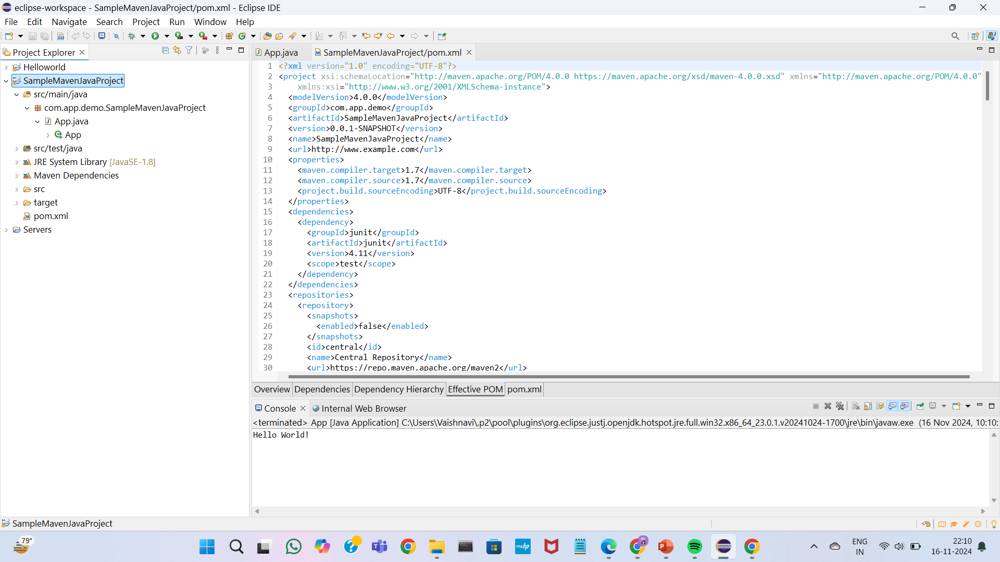 eclipse-workspace - SampleMavenJavaProject/pom.xml - Eclipse IDE
File Edit Navigate Search Project Run Window Help
Project Explorer
Helloworld
SampleMavenJavaProject
src/main/java
com.app.demo.SampleMavenJavaProject
App.java
App
src/test/java
JRE System Library [JavaSE-1.8]
Maven Dependencies
src
target
pom.xml
Servers
App.java SampleMavenJavaProject/pom.xml
1 <?xml version="1.0" encoding="UTF-8"?>
2 <project xsi:schemaLocation="http://maven.apache.org/POM/4.0.0 https://maven.apache.org/xsd/maven-4.0.0.xsd" xmlns="http://maven.apache.org/POM/4.0.0"
3 xmlns:xsi="http://www.w3.org/2001/XMLSchema-instance">
4 <modelVersion>4.0.0</modelVersion>
5 <groupId>com.app.demo</groupId>
6 <artifactId>SampleMavenJavaProject</artifactId>
7 <version>0.0.1-SNAPSHOT</version>
8 <name>SampleMavenJavaProject</name>
9 <url>http://www.example.com</url>
10 <properties>
11 <maven.compiler.target>1.7</maven.compiler.target>
12 <maven.compiler.source>1.7</maven.compiler.source>
13 <project.build.sourceEncoding>UTF-8</project.build.sourceEncoding>
14 </properties>
15 <dependencies>
16 <dependency>
17 <groupId>junit</groupId>
18 <artifactId>junit</artifactId>
19 <version>4.11</version>
20 <scope>test</scope>
21 </dependency>
22 </dependencies>
23 <repositories>
24 <repository>
25 <snapshots>
26 <enabled>false</enabled>
27 </snapshots>
28 <id>central</id>
29 <name>Central Repository</name>
30 <url>https://repo.maven.apache.org/maven2</url>
Overview Dependencies Dependency Hierarchy Effective POM pom.xml
Console Internal Web Browser
<terminated> App [Java Application] C:\Users\Vaishnavi\.p2\pool\plugins\org.eclipse.justj.openjdk.hotspot.jre.full.win32.x86_64_23.0.1.v20241024-1700\jre\bin\javaw.exe (16 Nov 2024, 10:10:
Hello World!
SampleMavenJavaProject
79°
myhp
ENG
IN
22:10
16-11-2024